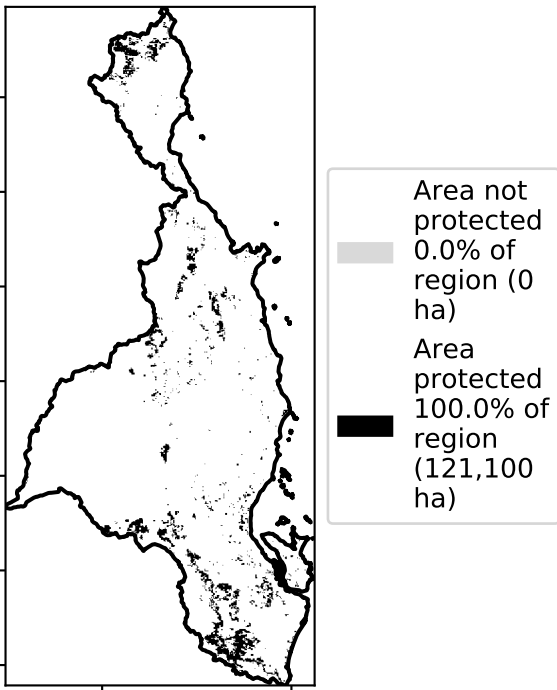 Area not
protected
0.0% of
region (0
ha)
Area
protected
100.0% of
region
(121,100
ha)